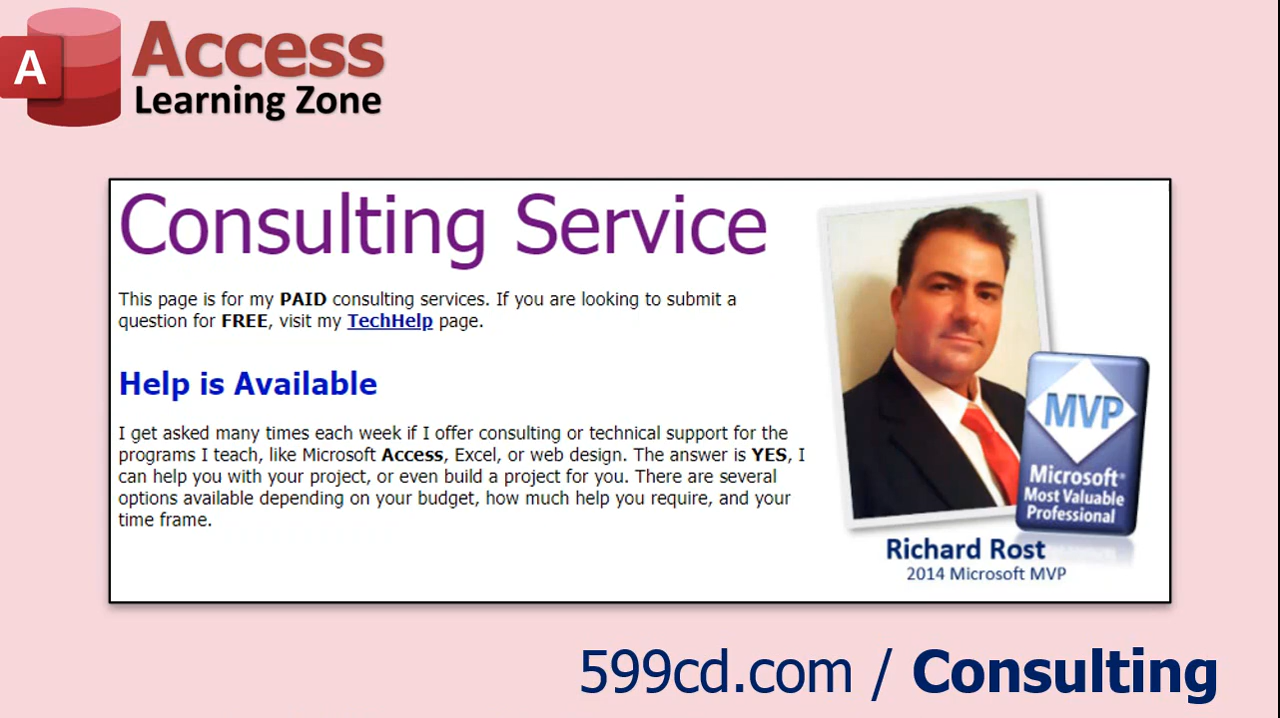 A
Access
Learning Zone
Consulting Service
This page is for my PAID consulting services. If you are looking to submit a
question for FREE, visit my TechHelp page.
Help is Available
I get asked many times each week if I offer consulting or technical support for the
programs I teach, like Microsoft Access, Excel, or web design. The answer is YES, I
can help you with your project, or even build a project for you. There are several
options available depending on your budget, how much help you require, and your
time frame.
MVP
Microsoft®
Most Valuable
Professional
Richard Rost
2014 Microsoft MVP
599cd.com / Consulting